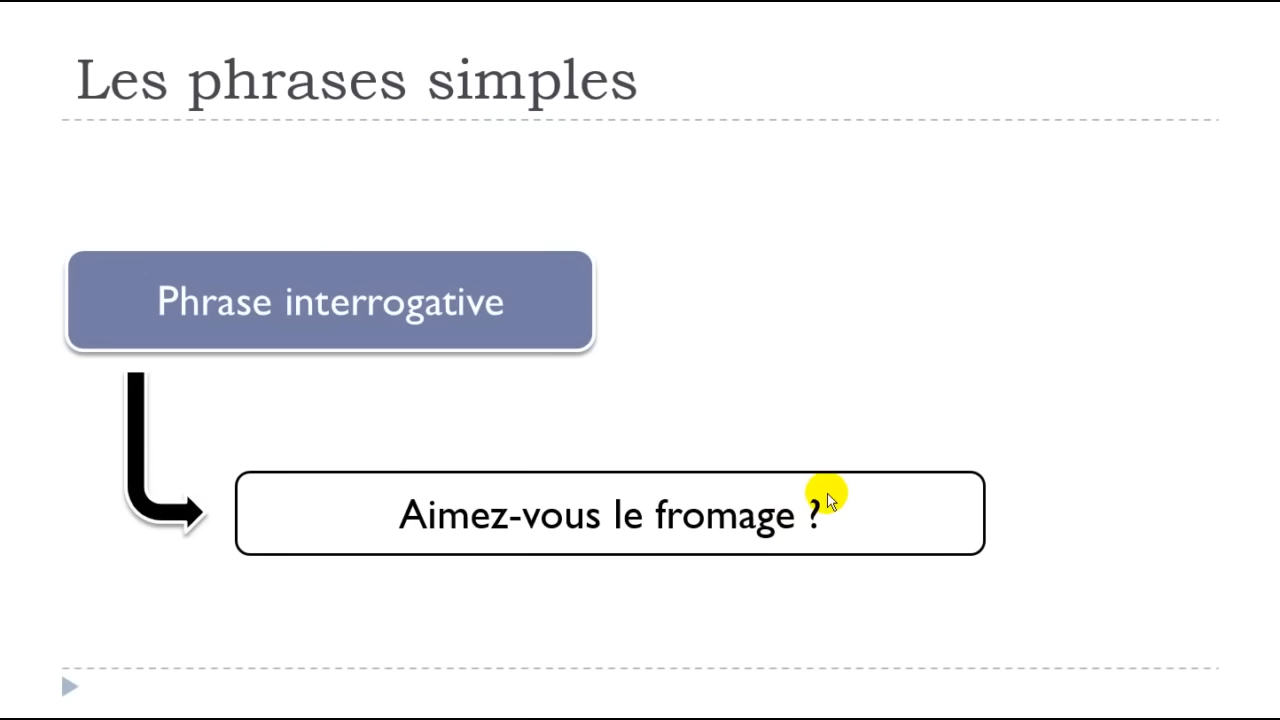 Les phrases simples
Phrase interrogative
Aimez-vous le fromage ?